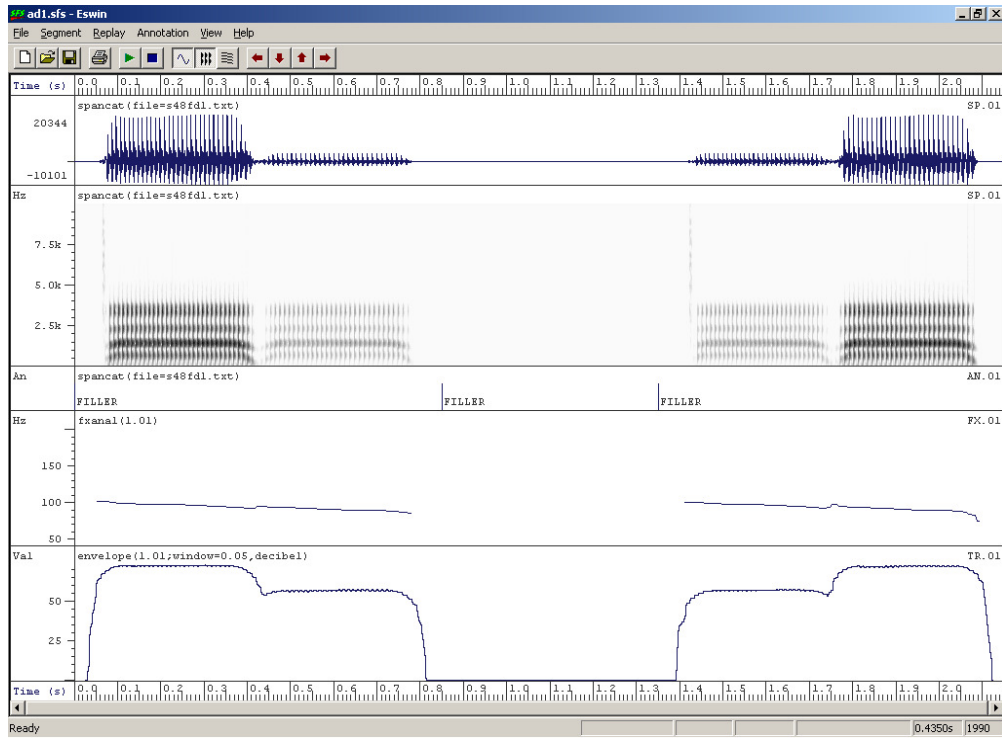 SFS ad1.sfs - Eswin
File Segment Replay Annotation View Help
Time (s) 0.0 0.1 0.2 0.3 0.4 0.5 0.6 0.7 0.8 0.9 1.0 1.1 1.2 1.3 1.4 1.5 1.6 1.7 1.8 1.9 2.0
spancat(file=s48fdl.txt) SP.01
20344
-10101
Hz spancat(file=s48fdl.txt) SP.01
7.5k
5.0k
2.5k
An spancat(file=s48fdl.txt) AN.01
FILLER FILLER FILLER
Hz fxanal(1.01) FX.01
150
100
50
Val envelope(1.01;window=0.05,decibel) TR.01
50
25
Time (s) 0.0 0.1 0.2 0.3 0.4 0.5 0.6 0.7 0.8 0.9 1.0 1.1 1.2 1.3 1.4 1.5 1.6 1.7 1.8 1.9 2.0
Ready 0.4350s 1990